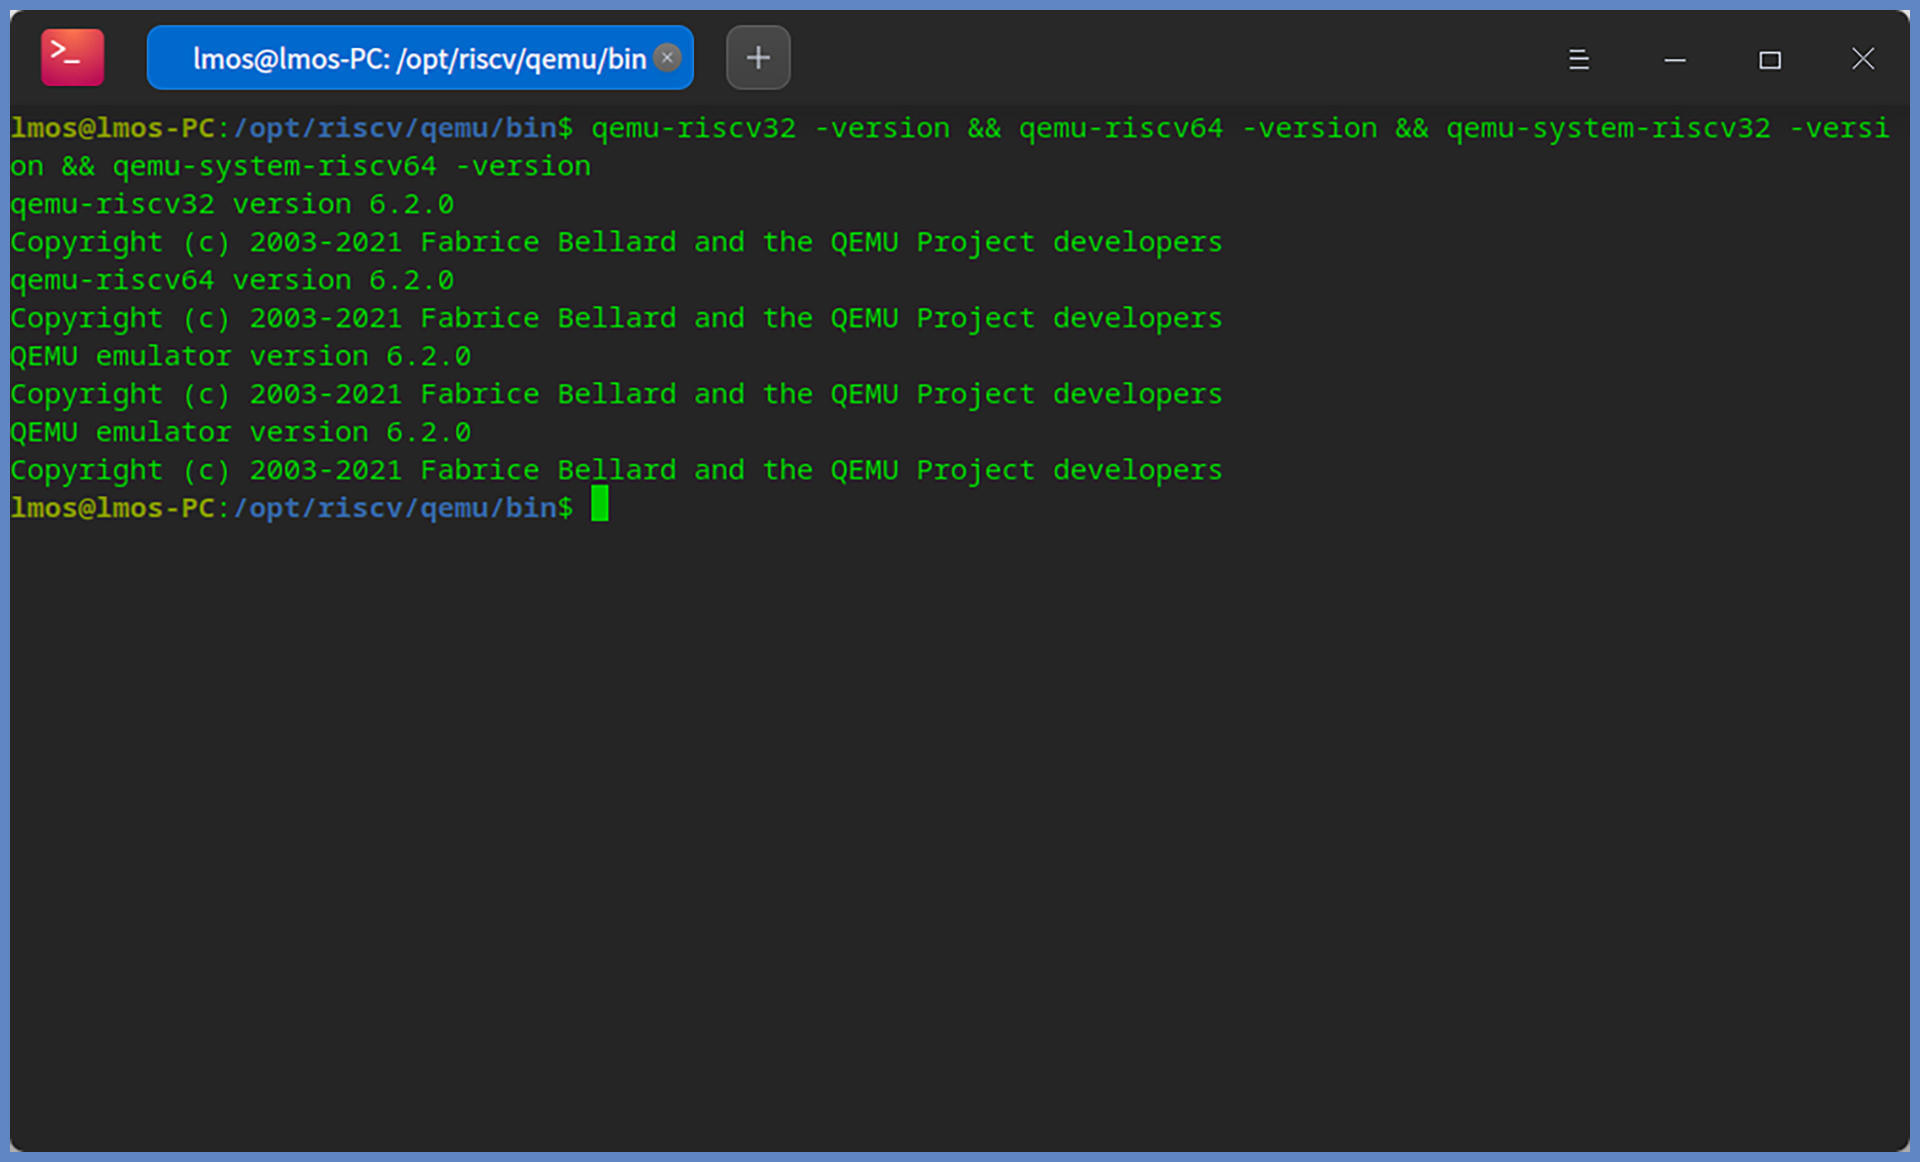 lmos@lmos-PC: /opt/riscv/qemu/bin
lmos@lmos-PC:/opt/riscv/qemu/bin$ qemu-riscv32 -version && qemu-riscv64 -version && qemu-system-riscv32 -versi
on && qemu-system-riscv64 -version
qemu-riscv32 version 6.2.0
Copyright (c) 2003-2021 Fabrice Bellard and the QEMU Project developers
qemu-riscv64 version 6.2.0
Copyright (c) 2003-2021 Fabrice Bellard and the QEMU Project developers
QEMU emulator version 6.2.0
Copyright (c) 2003-2021 Fabrice Bellard and the QEMU Project developers
QEMU emulator version 6.2.0
Copyright (c) 2003-2021 Fabrice Bellard and the QEMU Project developers
lmos@lmos-PC:/opt/riscv/qemu/bin$